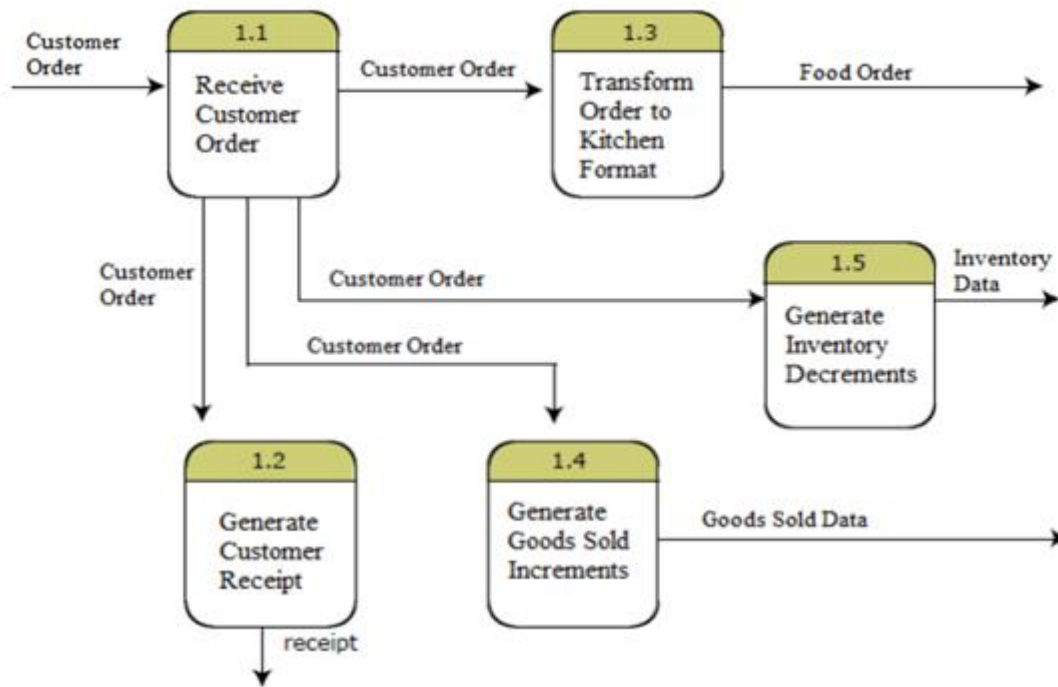 Customer
Order
1.1
Receive
Customer
Order
Customer Order
1.3
Transform
Order to
Kitchen
Format
Food Order
Customer
Order
Customer Order
1.5
Generate
Inventory
Decrements
Inventory
Data
Customer Order
1.2
Generate
Customer
Receipt
receipt
1.4
Generate
Goods Sold
Increments
Goods Sold Data